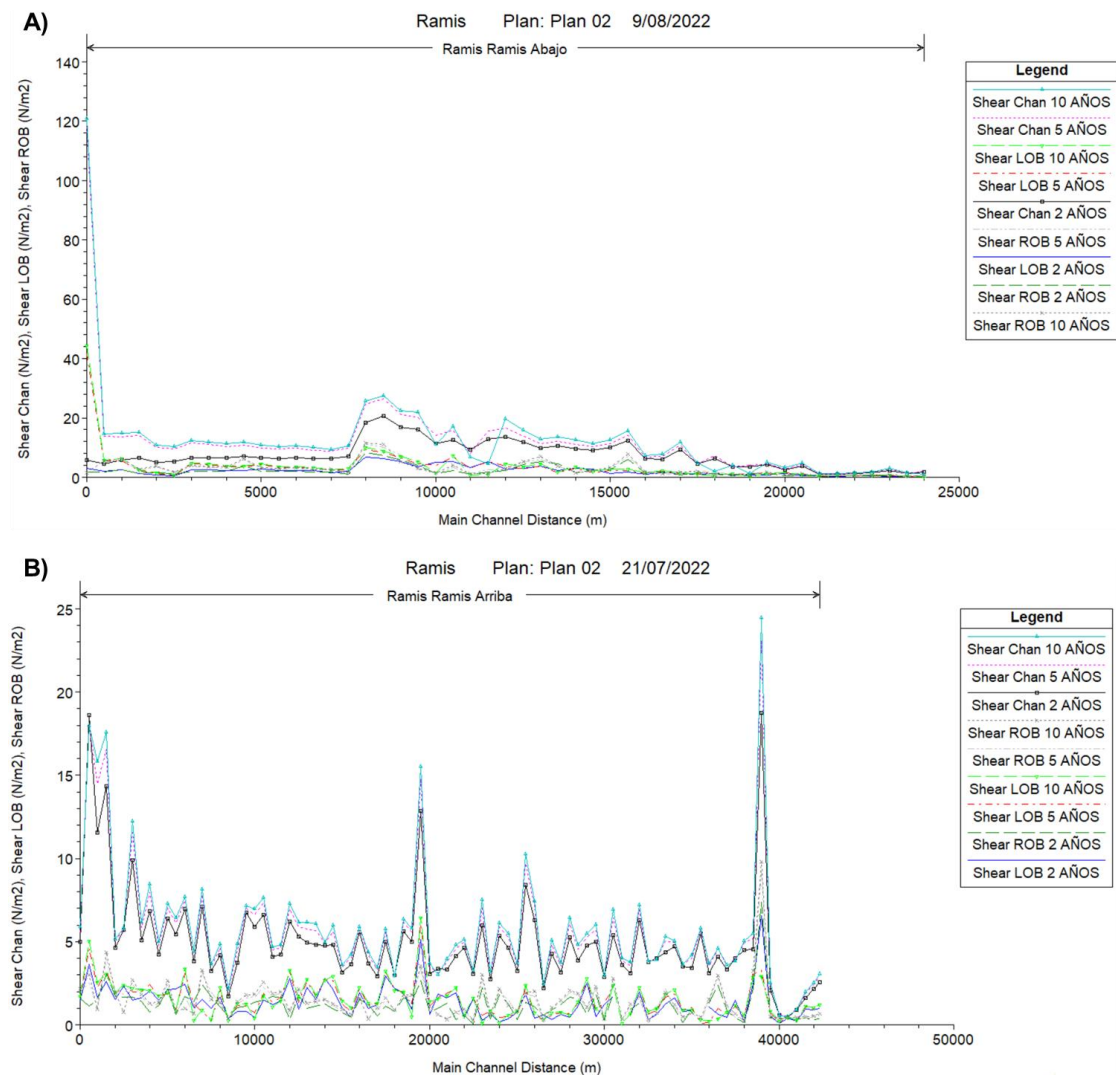 A)
Ramis Plan: Plan 02 9/08/2022
Ramis Ramis Abajo
Shear Chan (N/m2), Shear LOB (N/m2), Shear ROB (N/m2)
140
120
100
80
60
40
20
0
0 5000 10000 15000 20000 25000
Main Channel Distance (m)
Legend
Shear Chan 10 AÑOS
Shear Chan 5 AÑOS
Shear LOB 10 AÑOS
Shear LOB 5 AÑOS
Shear Chan 2 AÑOS
Shear ROB 5 AÑOS
Shear LOB 2 AÑOS
Shear ROB 2 AÑOS
Shear ROB 10 AÑOS
B)
Ramis Plan: Plan 02 21/07/2022
Ramis Ramis Arriba
Shear Chan (N/m2), Shear LOB (N/m2), Shear ROB (N/m2)
25
20
15
10
5
0
0 10000 20000 30000 40000 50000
Main Channel Distance (m)
Legend
Shear Chan 10 AÑOS
Shear Chan 5 AÑOS
Shear Chan 2 AÑOS
Shear ROB 10 AÑOS
Shear ROB 5 AÑOS
Shear LOB 10 AÑOS
Shear LOB 5 AÑOS
Shear ROB 2 AÑOS
Shear LOB 2 AÑOS